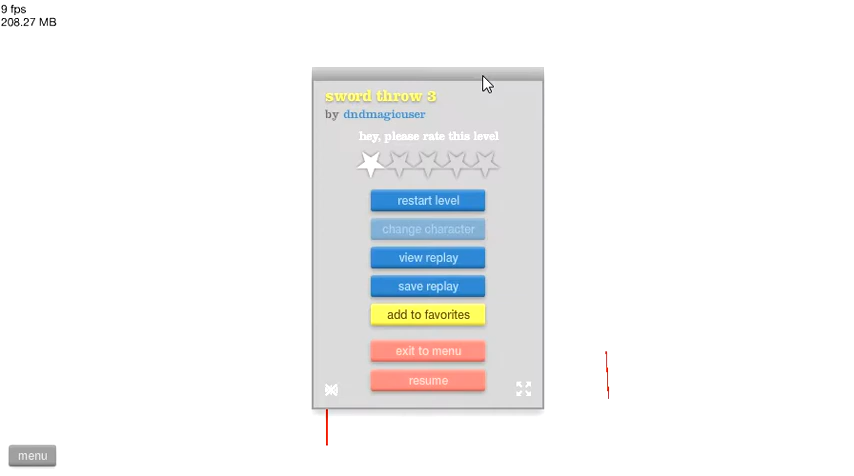 9 fps
208.27 MB
sword throw 3
by dndmagicuser
hey, please rate this level
restart level
change character
view replay
save replay
add to favorites
exit to menu
resume
menu